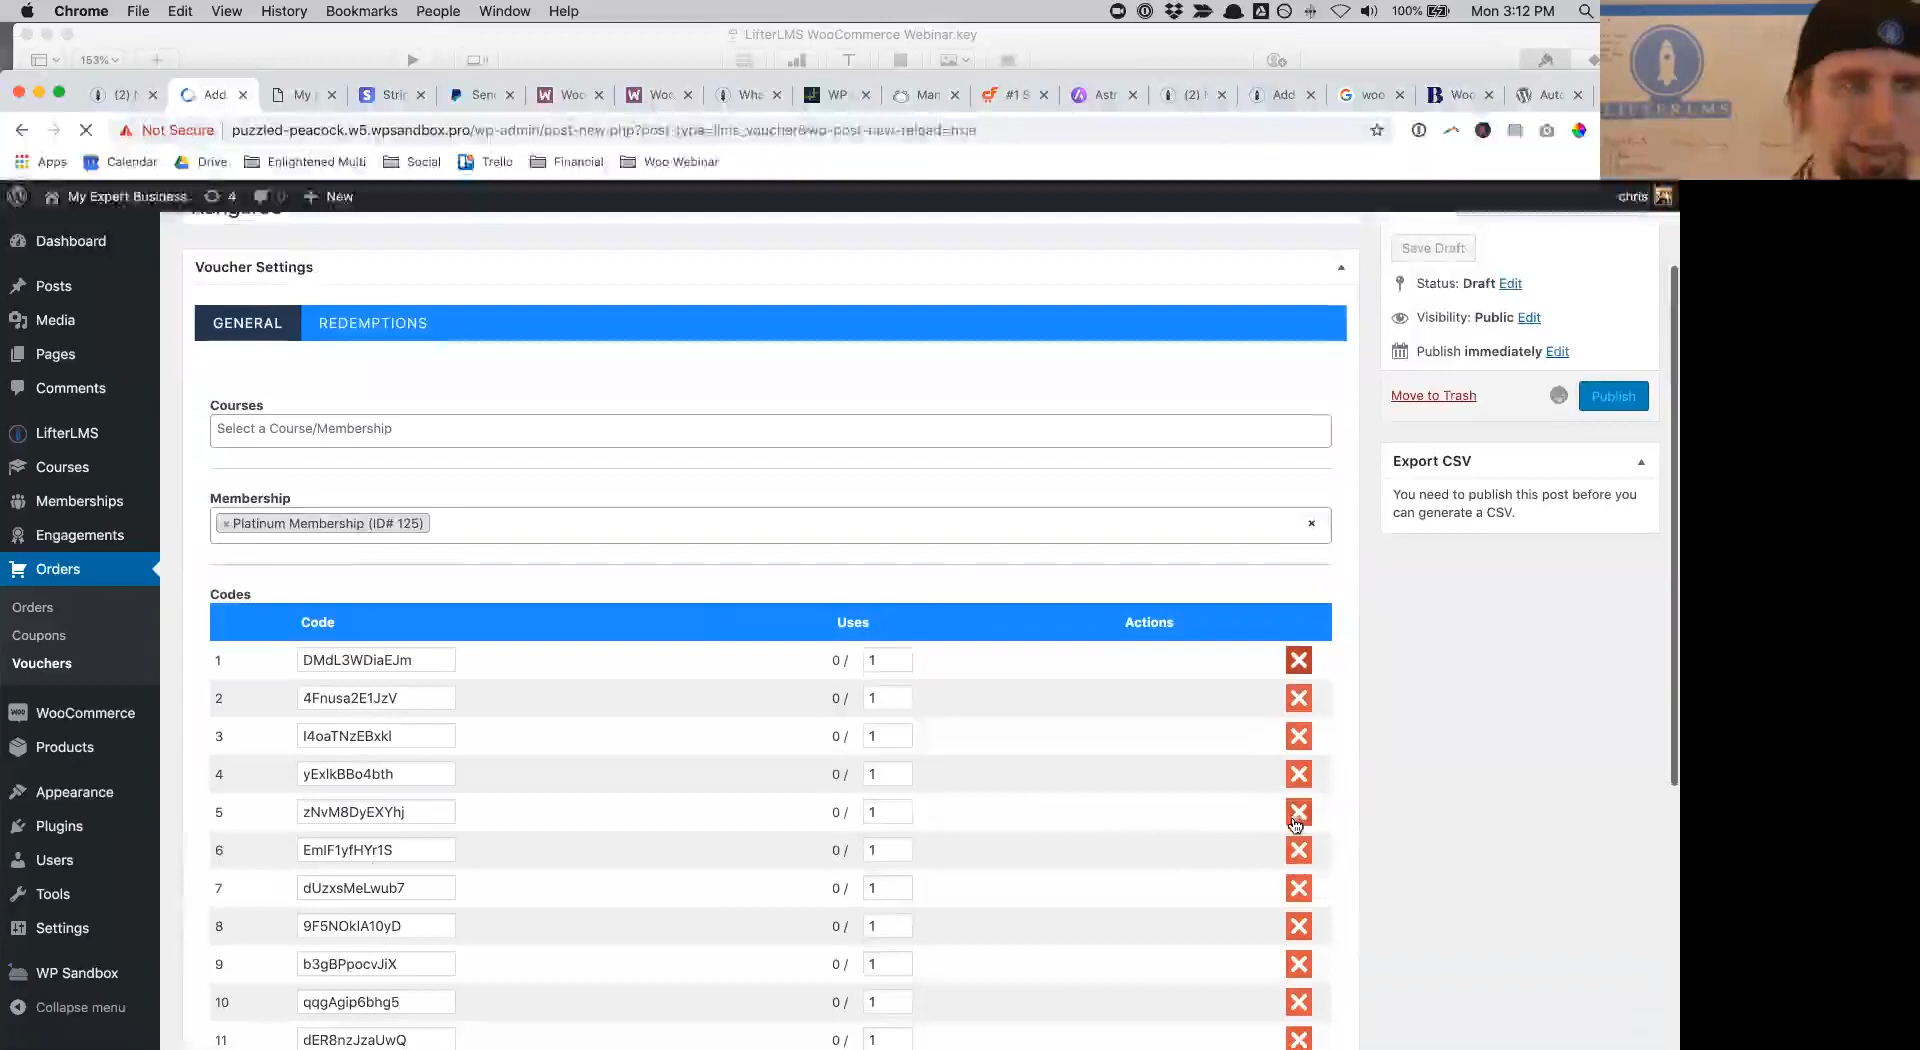 Chrome File Edit View History Bookmarks People Window Help 100% Mon 3:12 PM
LifterLMS WooCommerce Webinar.key
153%
(2) Add My Strir Senc Woc Woc Wha WP Man #1 S Astr (2) Add woo Woo Autc
Not Secure puzzled-peacock.w5.wpsandbox.pro/wp-admin/post-new.php?post_type=llms_voucher&wp-post-new-reload=true
Apps Calendar Drive Enlightened Multi Social Trello Financial Woo Webinar
LIFTERLMS
My Expert Business 4 0 New chris
Dashboard
Posts
Media
Pages
Comments
LifterLMS
Courses
Memberships
Engagements
Orders
Orders
Coupons
Vouchers
WooCommerce
Products
Appearance
Plugins
Users
Tools
Settings
WP Sandbox
Collapse menu
Voucher Settings
GENERAL REDEMPTIONS
Courses
Select a Course/Membership
Membership
× Platinum Membership (ID# 125) ×
Codes
Code Uses Actions
1 DMdL3WDiaEJm 0 / 1
2 4Fnusa2E1JzV 0 / 1
3 I4oaTNzEBxkl 0 / 1
4 yExlkBBo4bth 0 / 1
5 zNvM8DyEXYhj 0 / 1
6 EmIF1yfHYr1S 0 / 1
7 dUzxsMeLwub7 0 / 1
8 9F5NOkIA10yD 0 / 1
9 b3gBPpocvJiX 0 / 1
10 qqgAgip6bhg5 0 / 1
11 dER8nzJzaUwQ 0 / 1
Save Draft
Status: Draft Edit
Visibility: Public Edit
Publish immediately Edit
Move to Trash Publish
Export CSV
You need to publish this post before you
can generate a CSV.